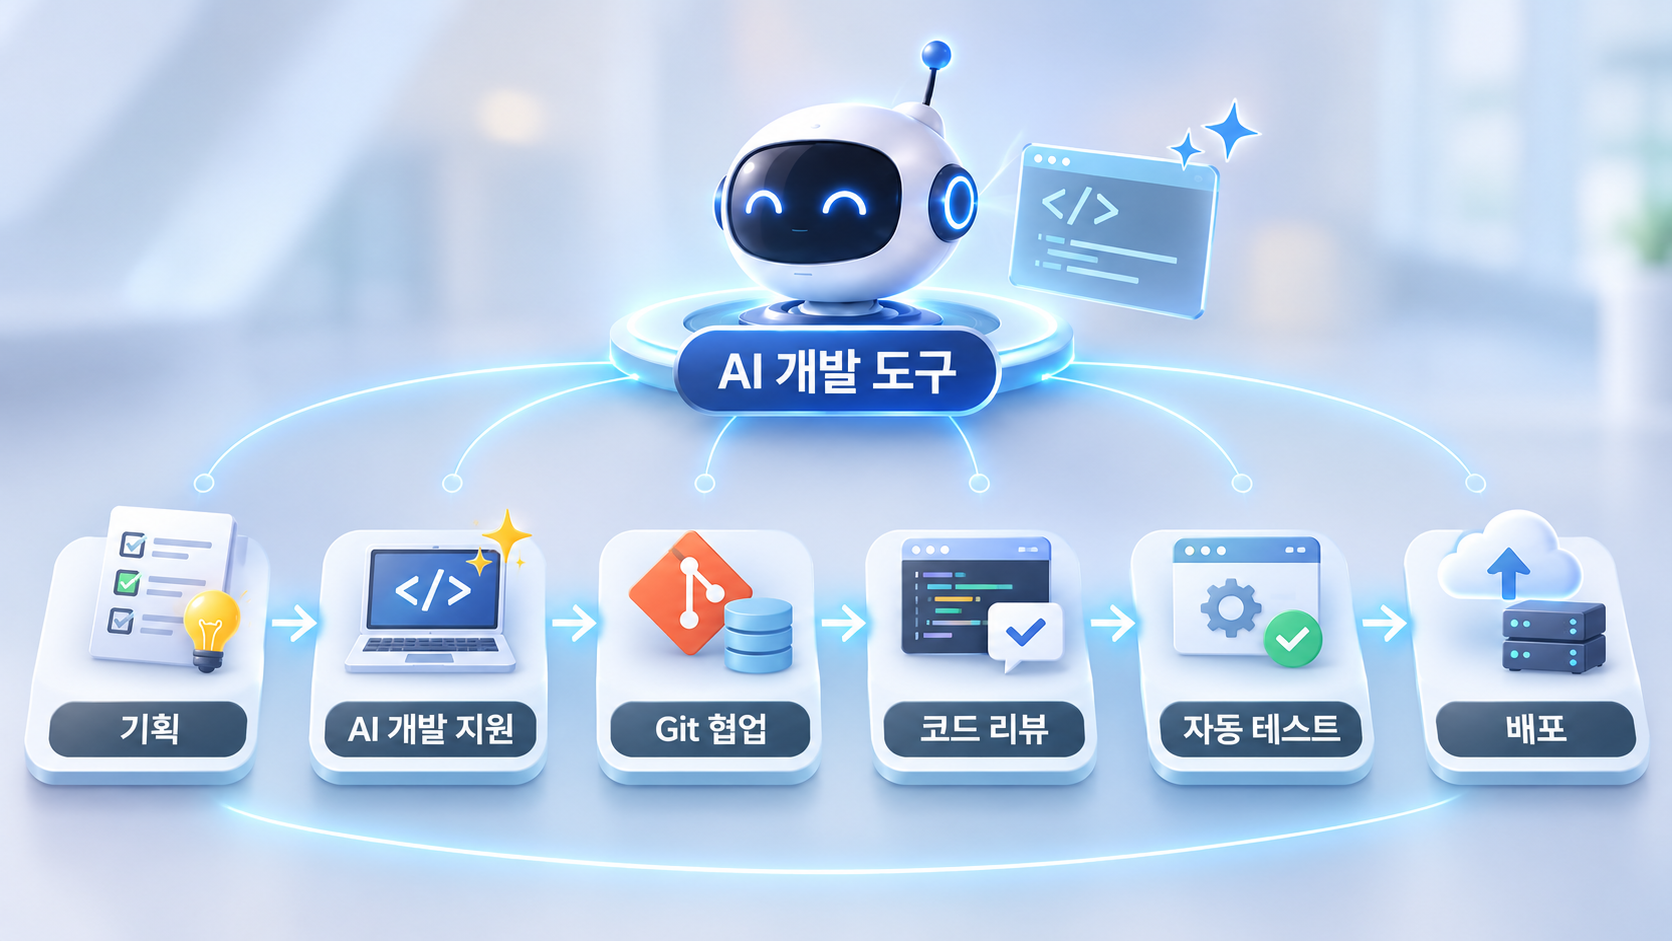 </>
AI 개발 도구
</>
기획
AI 개발 지원
Git 협업
코드 리뷰
자동 테스트
배포